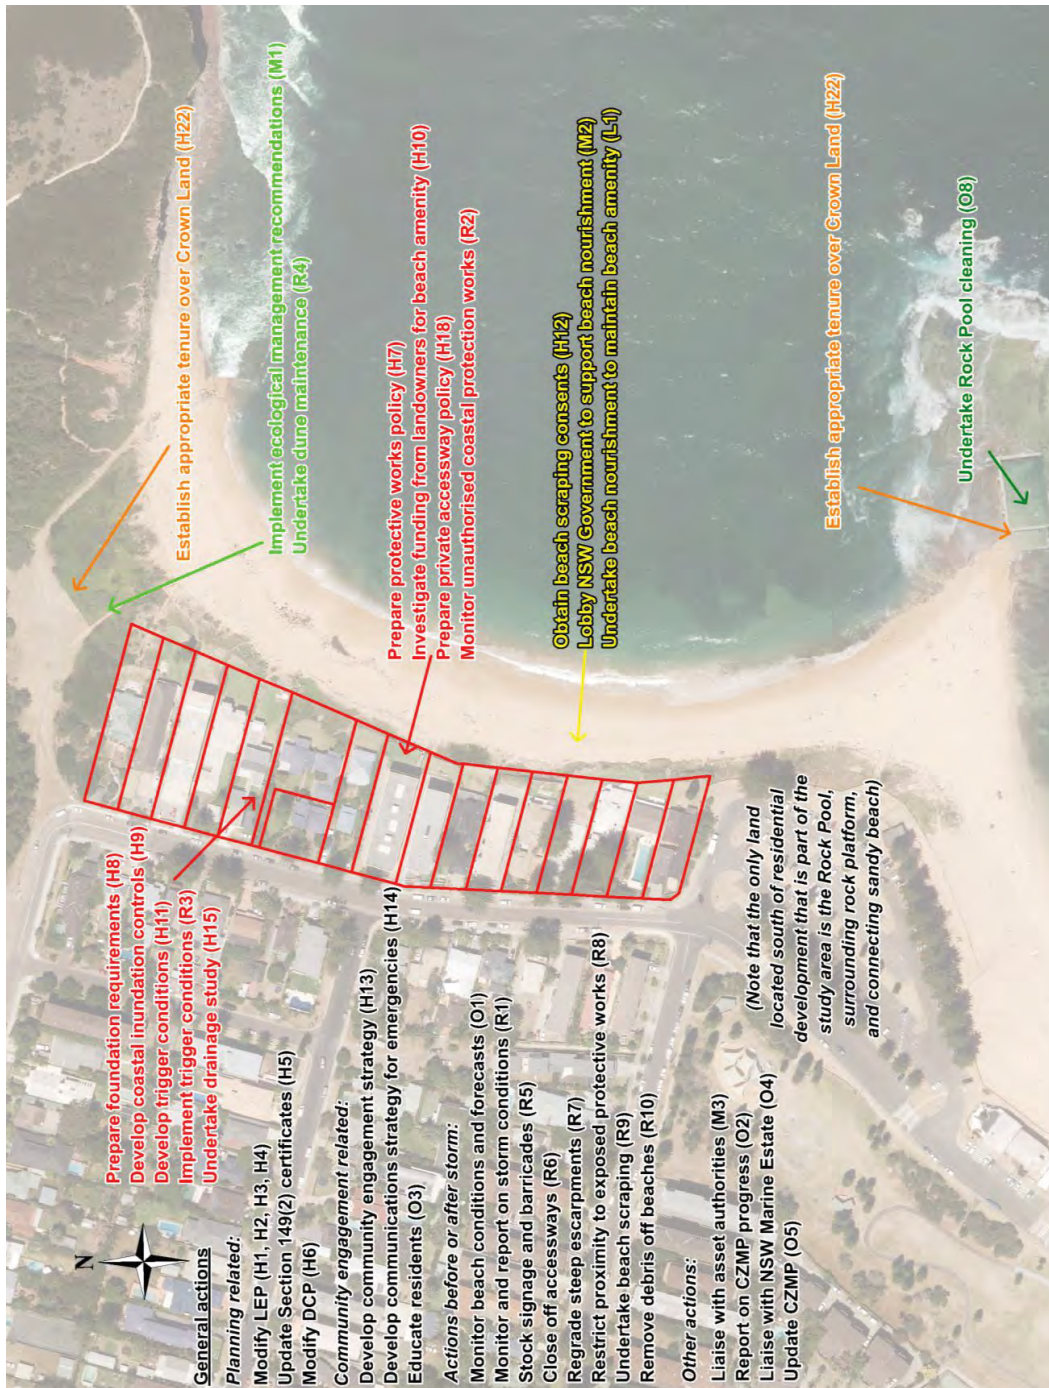 N
General actions
Planning related:
Modify LEP (H1, H2, H3, H4)
Update Section 149(2) certificates (H5)
Modify DCP (H6)
Community engagement related:
Develop community engagement strategy (H13)
Develop communications strategy for emergencies (H14)
Educate residents (O3)
Actions before or after storm:
Monitor beach conditions and forecasts (O1)
Monitor and report on storm conditions (R1)
Stock signage and barricades (R5)
Close off accessways (R6)
Regrade steep escarpments (R7)
Restrict proximity to exposed protective works (R8)
Undertake beach scraping (R9)
Remove debris off beaches (R10)
Other actions:
Liaise with asset authorities (M3)
Report on CZMP progress (O2)
Liaise with NSW Marine Estate (O4)
Update CZMP (O5)
Prepare foundation requirements (H8)
Develop coastal inundation controls (H9)
Develop trigger conditions (H11)
Implement trigger conditions (R3)
Undertake drainage study (H15)
(Note that the only land
located south of residential
development that is part of the
study area is the Rock Pool,
surrounding rock platform,
and connecting sandy beach)
Establish appropriate tenure over Crown Land (H22)
Implement ecological management recommendations (M1)
Undertake dune maintenance (R4)
Prepare protective works policy (H7)
Investigate funding from landowners for beach amenity (H10)
Prepare private accessway policy (H18)
Monitor unauthorised coastal protection works (R2)
Obtain beach scraping consents (H12)
Lobby NSW Government to support beach nourishment (M2)
Undertake beach nourishment to maintain beach amenity (L1)
Establish appropriate tenure over Crown Land (H22)
Undertake Rock Pool cleaning (O8)